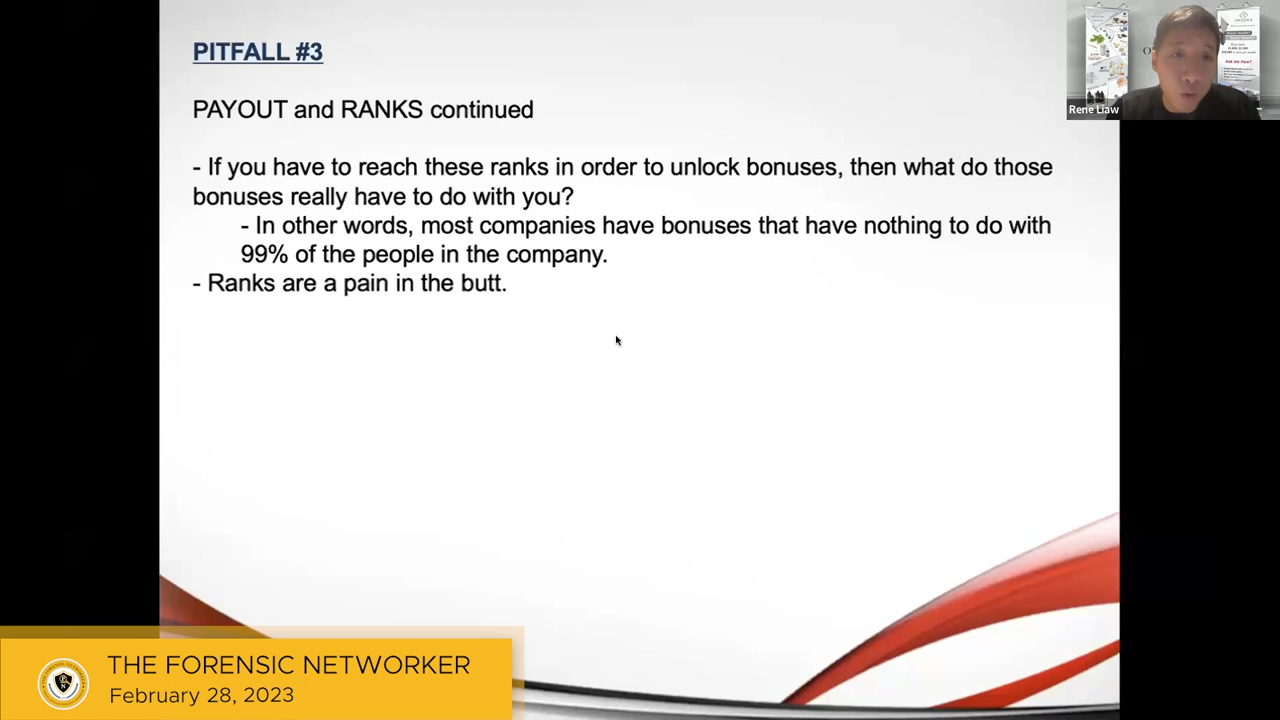 PITFALL #3
PAYOUT and RANKS continued
- If you have to reach these ranks in order to unlock bonuses, then what do those
bonuses really have to do with you?
- In other words, most companies have bonuses that have nothing to do with
99% of the people in the company.
- Ranks are a pain in the butt.
Rene Liaw
Ask me How?
THE FORENSIC NETWORKER
February 28, 2023